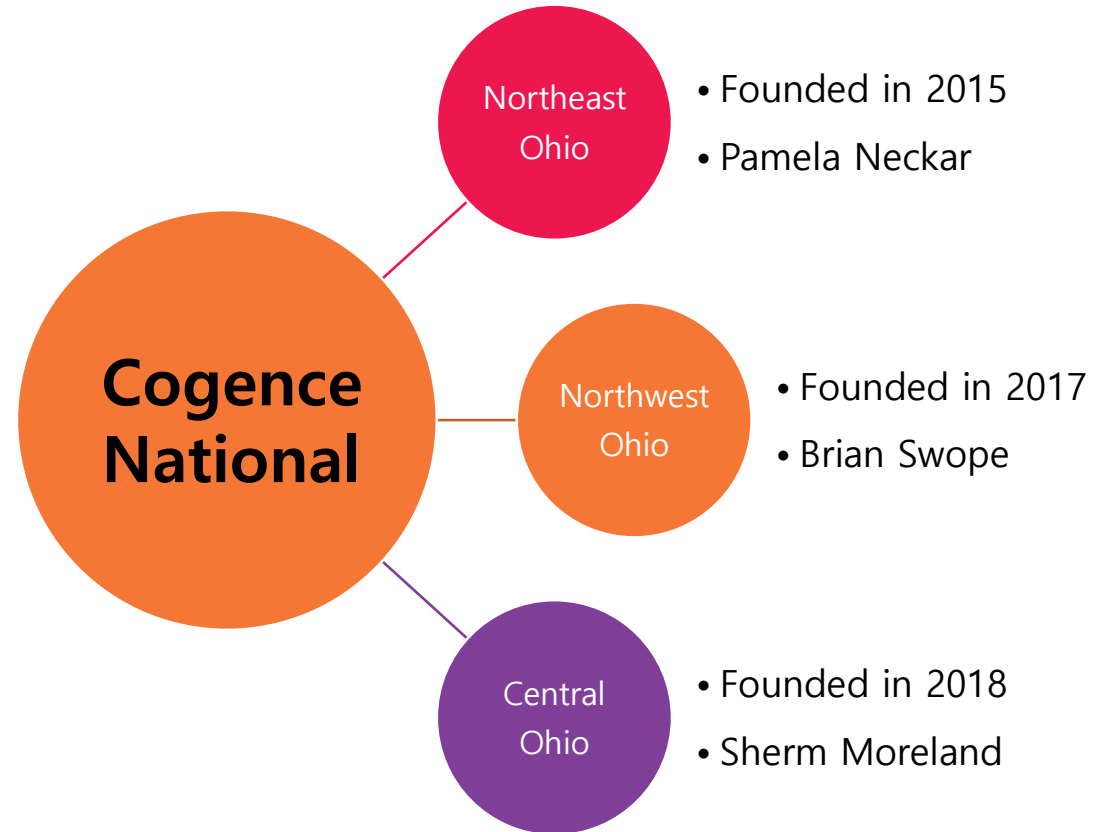 Northeast
Ohio
• Founded in 2015
• Pamela Neckar
Cogence
National
Northwest
Ohio
• Founded in 2017
• Brian Swope
Central
Ohio
• Founded in 2018
• Sherm Moreland